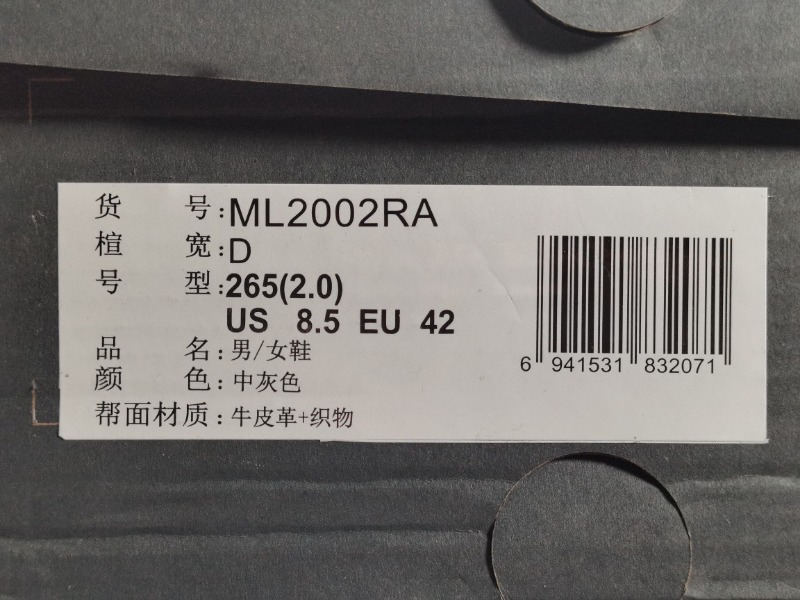 货 号:ML2002RA
楦 宽:D
号 型:265(2.0)
US 8.5 EU 42
品 名:男/女鞋
颜 色:中灰色
帮面材质:牛皮革+织物
6 941531 832071